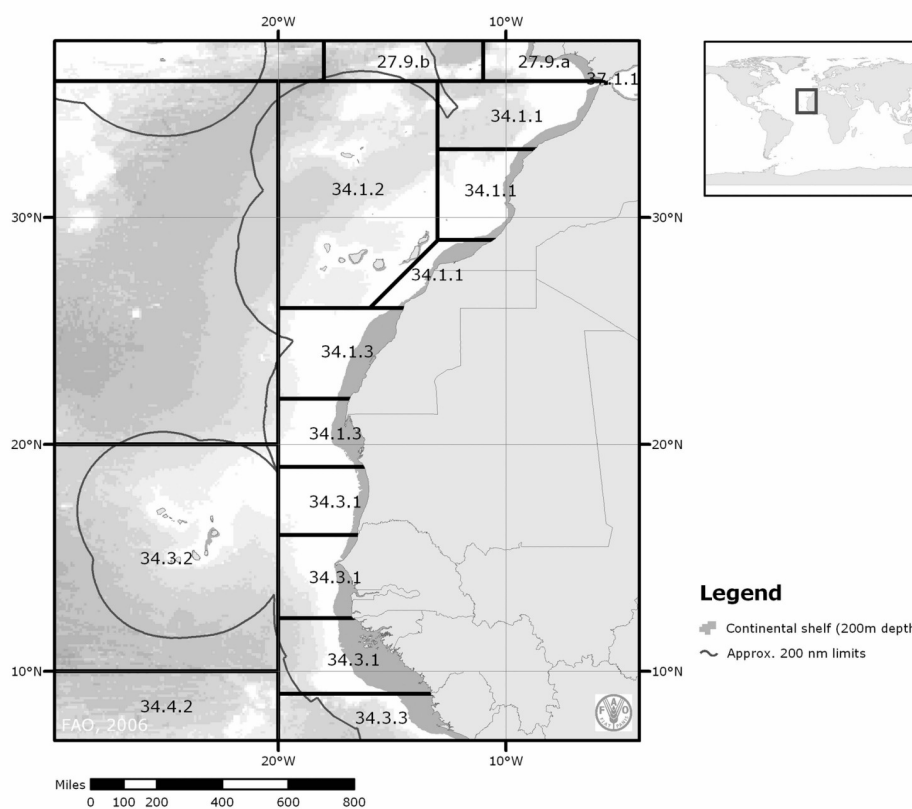 20°W
10°W
27.9.b
27.9.a
37.1.1
34.1.1
34.1.2
34.1.1
30°N
30°N
34.1.1
34.1.3
34.1.3
20°N
20°N
34.3.1
34.3.2
34.3.1
Legend
Continental shelf (200m depth
Approx. 200 nm limits
34.3.1
10°N
10°N
34.4.2
34.3.3
FAO, 2006
FAO
20°W
10°W
Miles
0 100 200 400 600 800